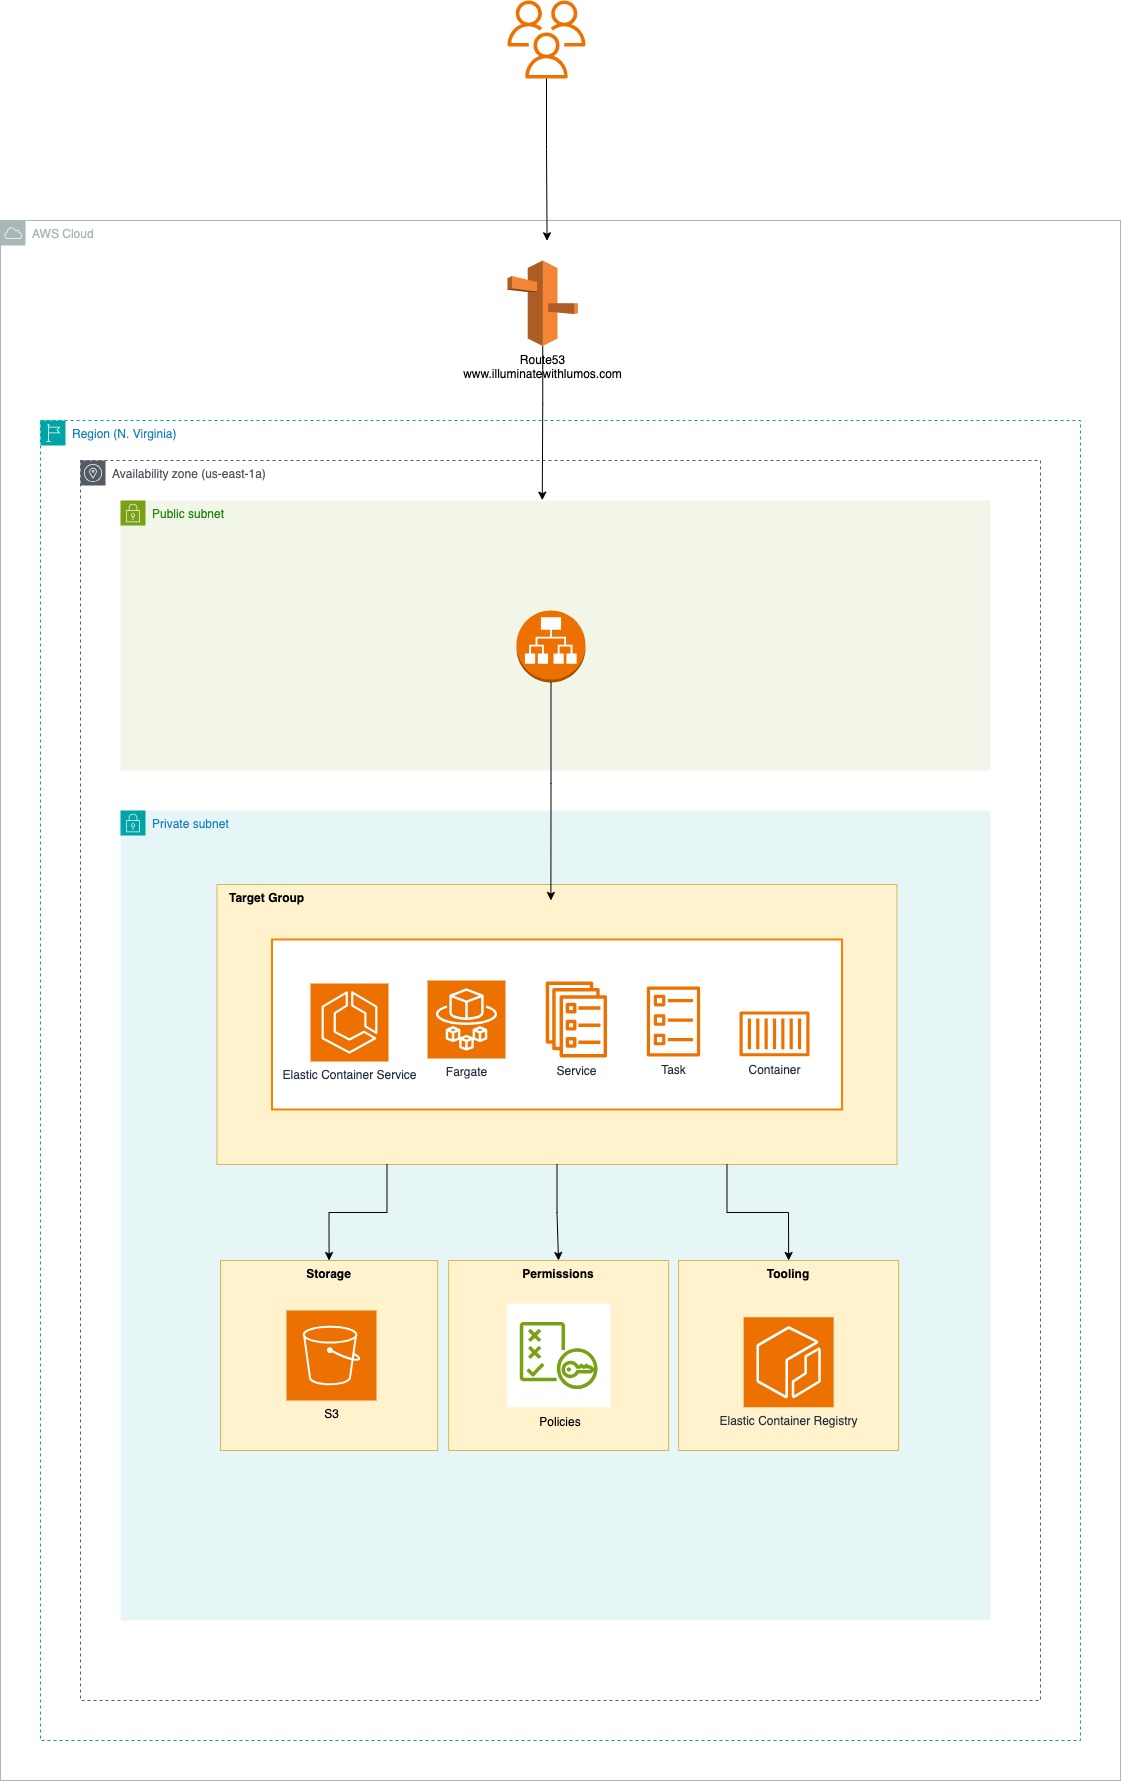 AWS Cloud
Route53
www.illuminatewithlumos.com
Region (N. Virginia)
Availability zone (us-east-1a)
Public subnet
Private subnet
Target Group
Elastic Container Service
Fargate
Service
Task
Container
Storage
Permissions
Tooling
S3
Policies
Elastic Container Registry